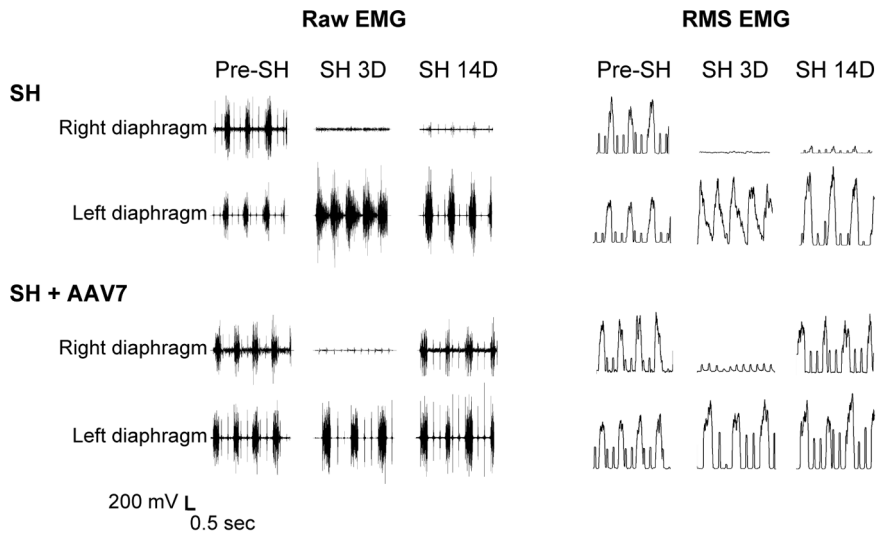 Raw EMG RMS EMG
Pre-SH SH 3D SH 14D Pre-SH SH 3D SH 14D
SH
Right diaphragm
Left diaphragm
SH + AAV7
Right diaphragm
Left diaphragm
200 mV
0.5 sec